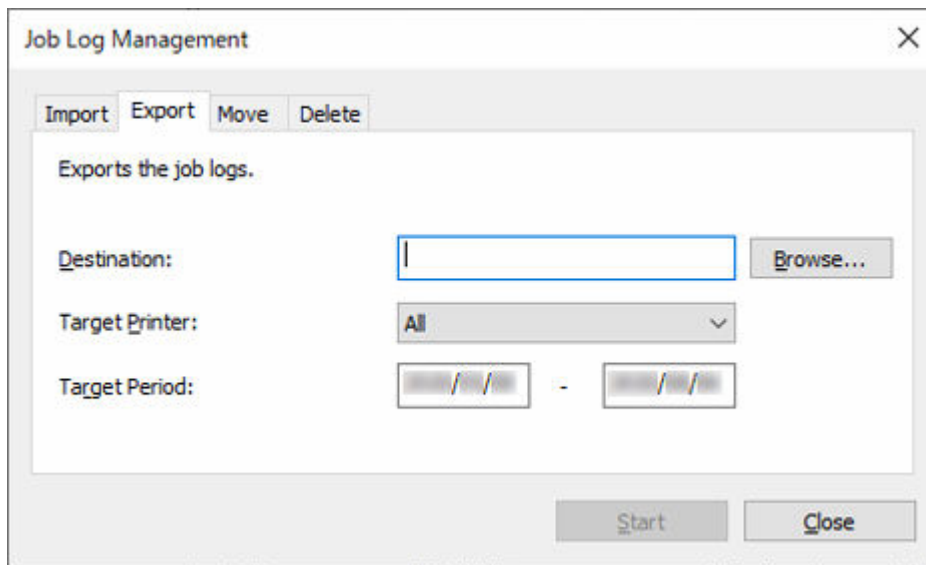 Job Log Management
Import Export Move Delete
Exports the job logs.
Destination: Browse...
Target Printer: All
Target Period: / / - / /
Start Close